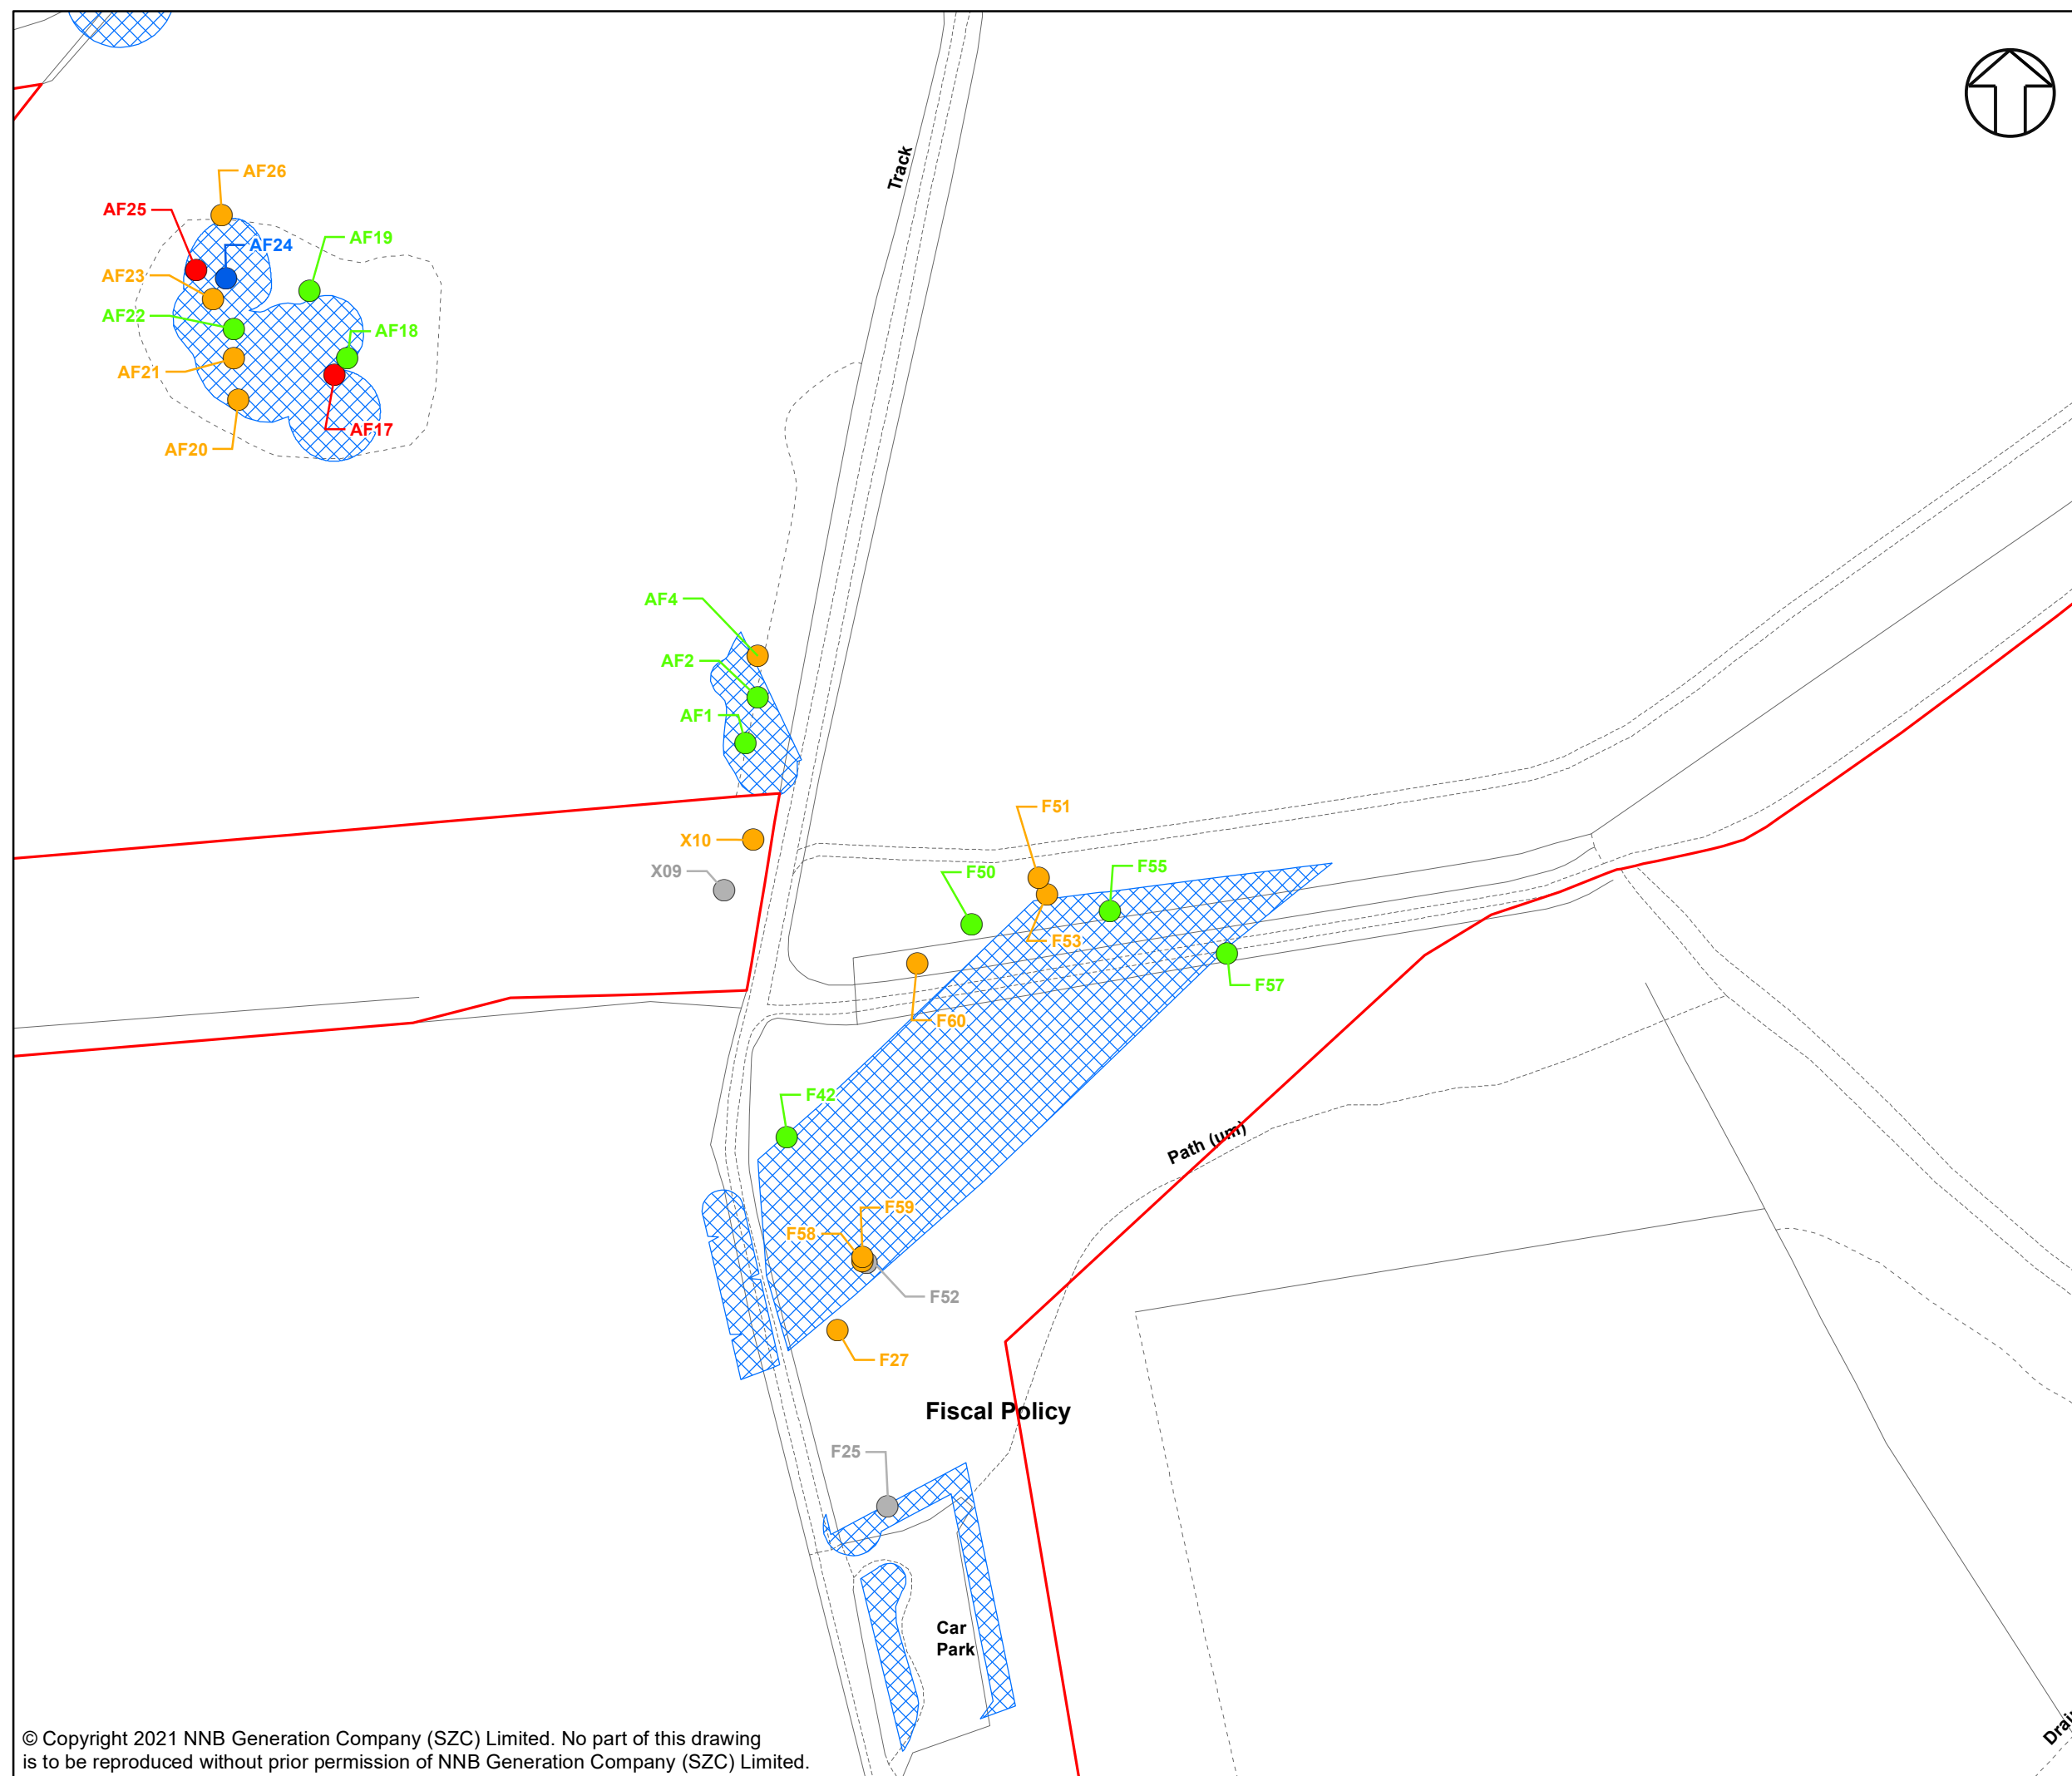 Track
AF26
AF25
AF19
AF24
AF23
AF22
AF18
AF21
AF17
AF20
AF4
AF2
AF1
F51
X10
F55
X09
F50
F53
F57
F60
F42
Path (um)
F59
F58
F52
F27
Fiscal Policy
F25
Car
Park
© Copyright 2021 NNB Generation Company (SZC) Limited. No part of this drawing
is to be reproduced without prior permission of NNB Generation Company (SZC) Limited.